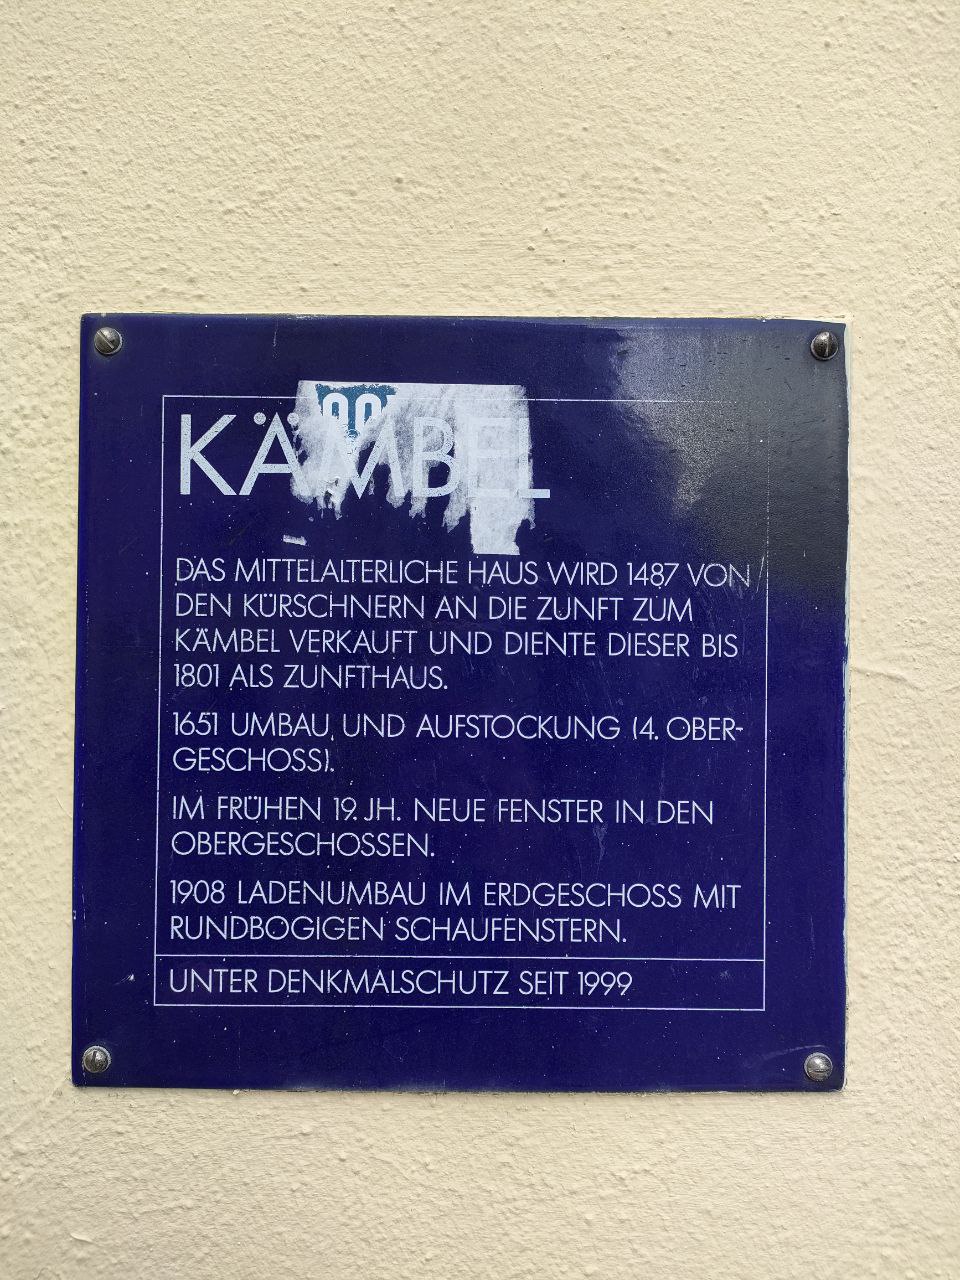 KÄMBEL
DAS MITTELALTERLICHE HAUS WIRD 1487 VON
DEN KÜRSCHNERN AN DIE ZUNFT ZUM
KÄMBEL VERKAUFT UND DIENTE DIESER BIS
1801 ALS ZUNFTHAUS.
1651 UMBAU UND AUFSTOCKUNG (4. OBER-
GESCHOSS).
IM FRÜHEN 19. JH. NEUE FENSTER IN DEN
OBERGESCHOSSEN.
1908 LADENUMBAU IM ERDGESCHOSS MIT
RUNDBOGIGEN SCHAUFENSTERN.
UNTER DENKMALSCHUTZ SEIT 1999